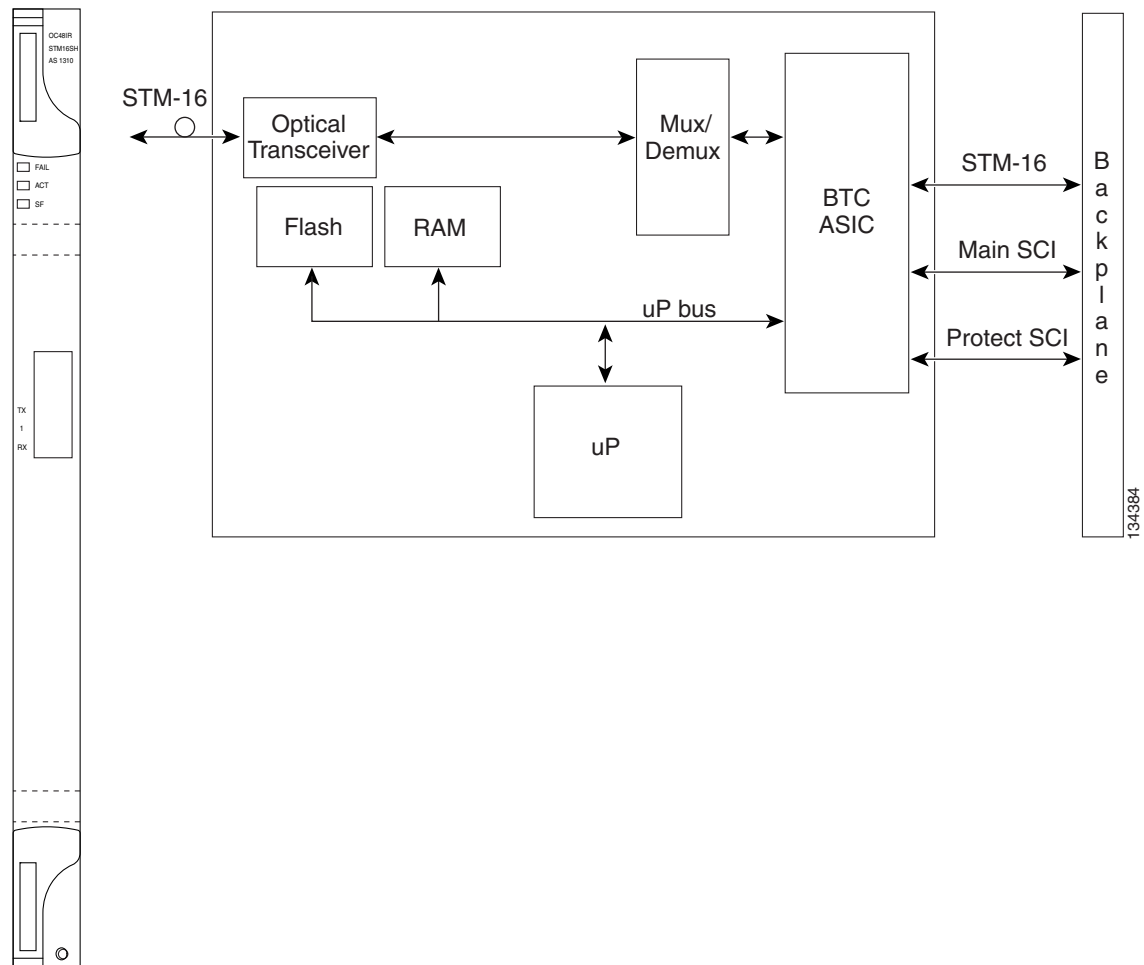 OC48IR
STM16SH
AS 1310
FAIL
ACT
SF
TX
1
RX
STM-16
Optical
Transceiver
Mux/
Demux
BTC
ASIC
Flash
RAM
uP bus
uP
STM-16
Main SCI
Protect SCI
Backplane
134384